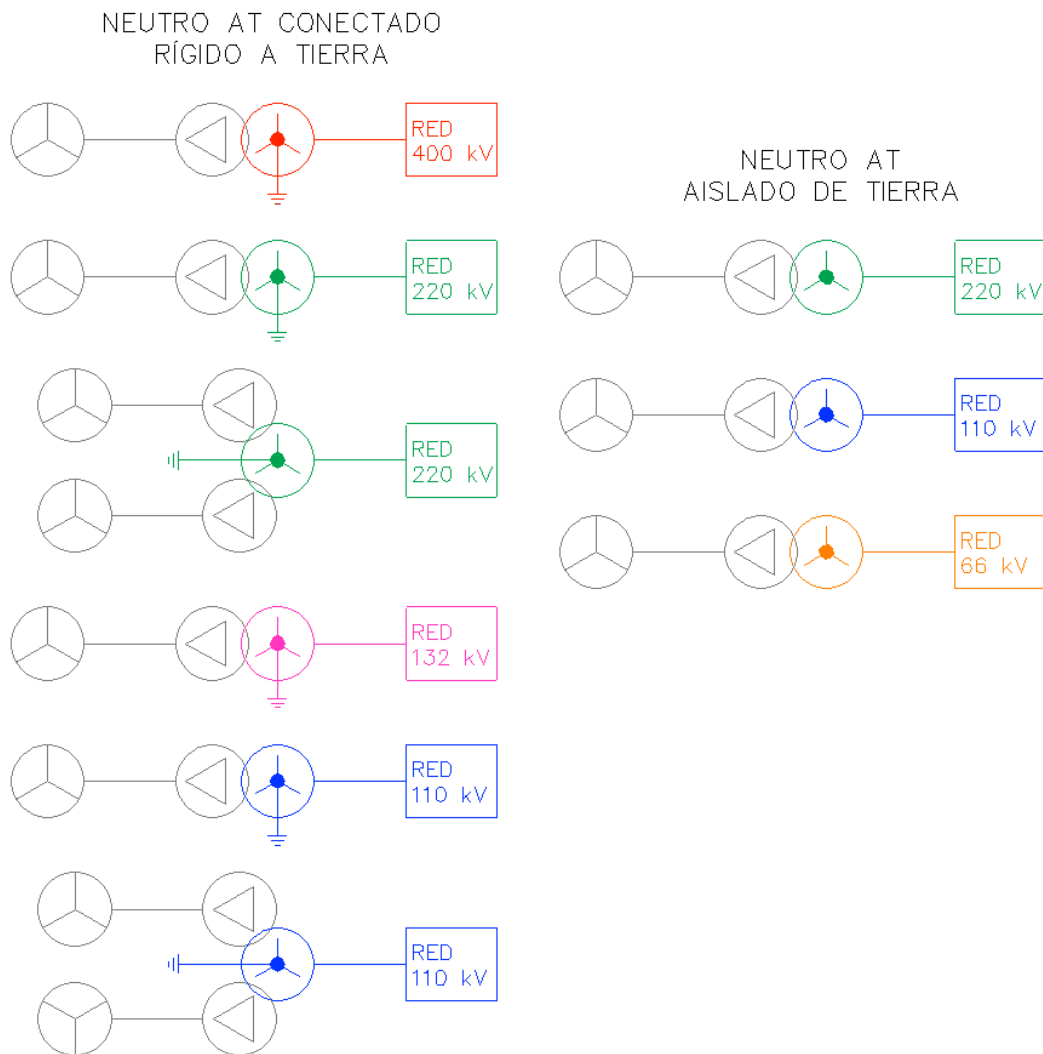 NEUTRO AT CONECTADO
RÍGIDO A TIERRA
RED
400 kV
RED
220 kV
RED
220 kV
RED
132 kV
RED
110 kV
RED
110 kV
NEUTRO AT
AISLADO DE TIERRA
RED
220 kV
RED
110 kV
RED
66 kV